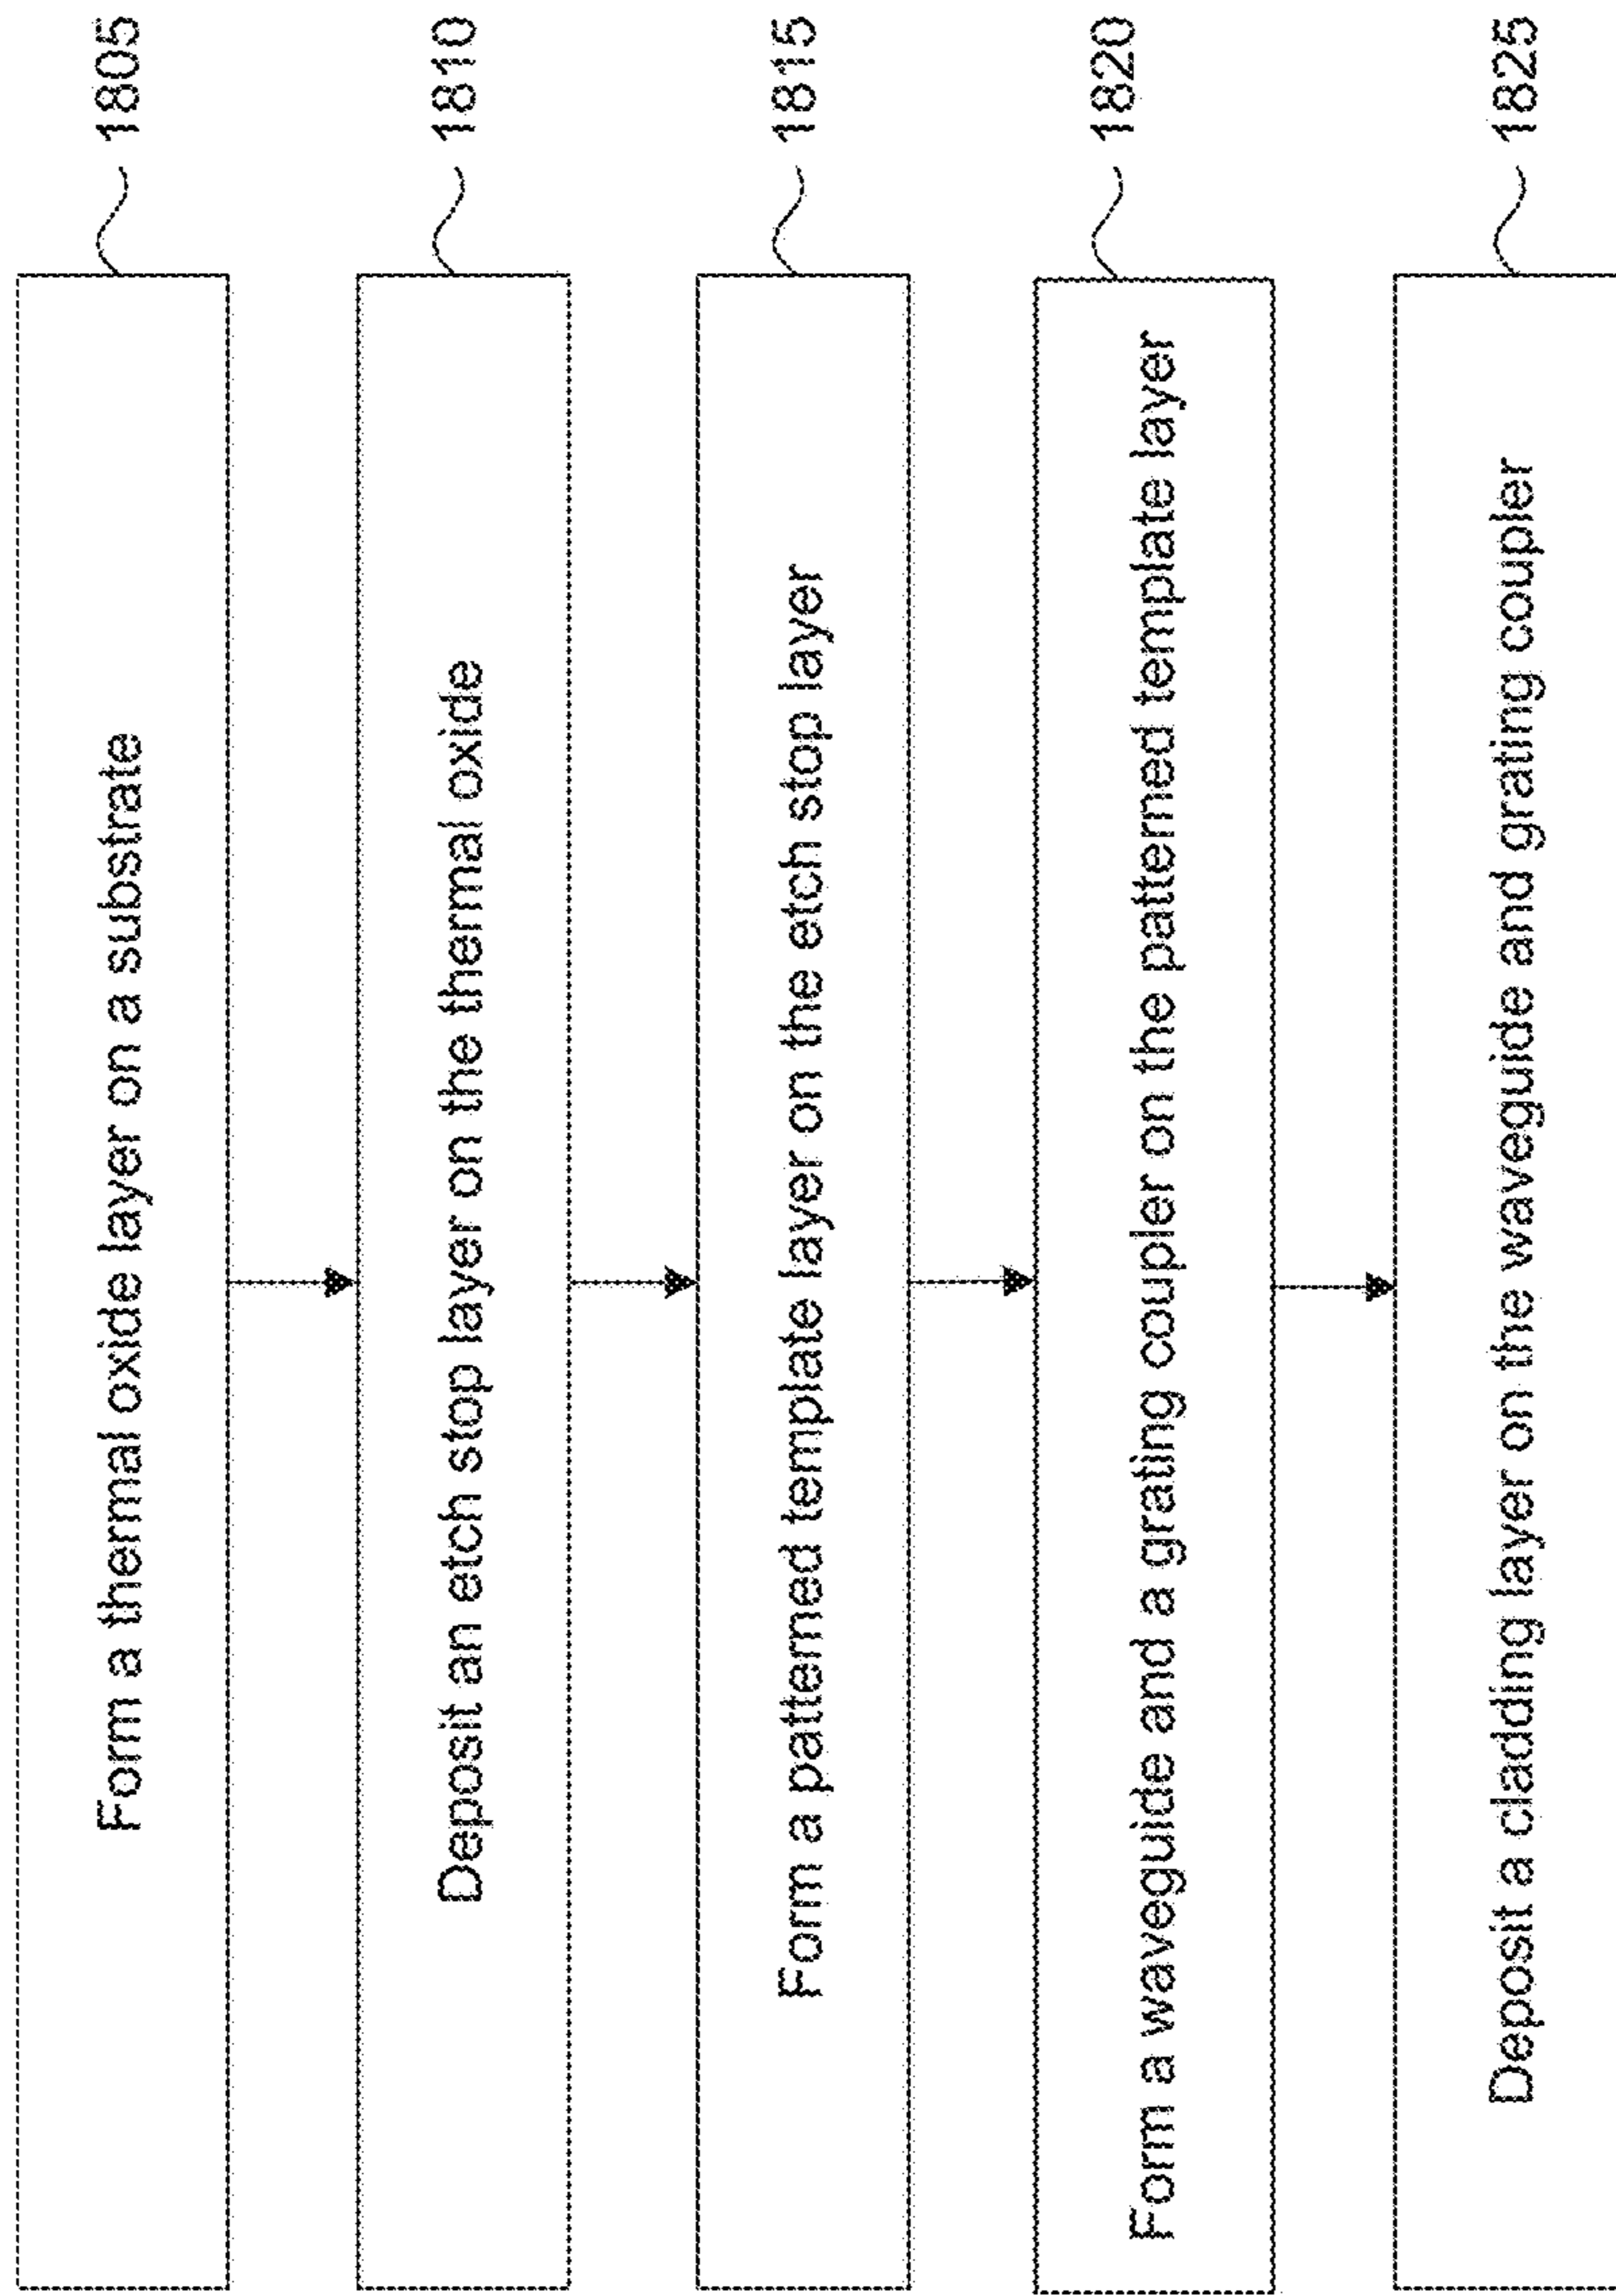 Form a thermal oxide layer on a substrate
1805
Deposit an etch stop layer on the thermal oxide
1810
Form a patterned template layer on the etch stop layer
1815
Form a waveguide and a grating coupler on the patterned template layer
1820
Deposit a cladding layer on the waveguide and grating coupler
1825